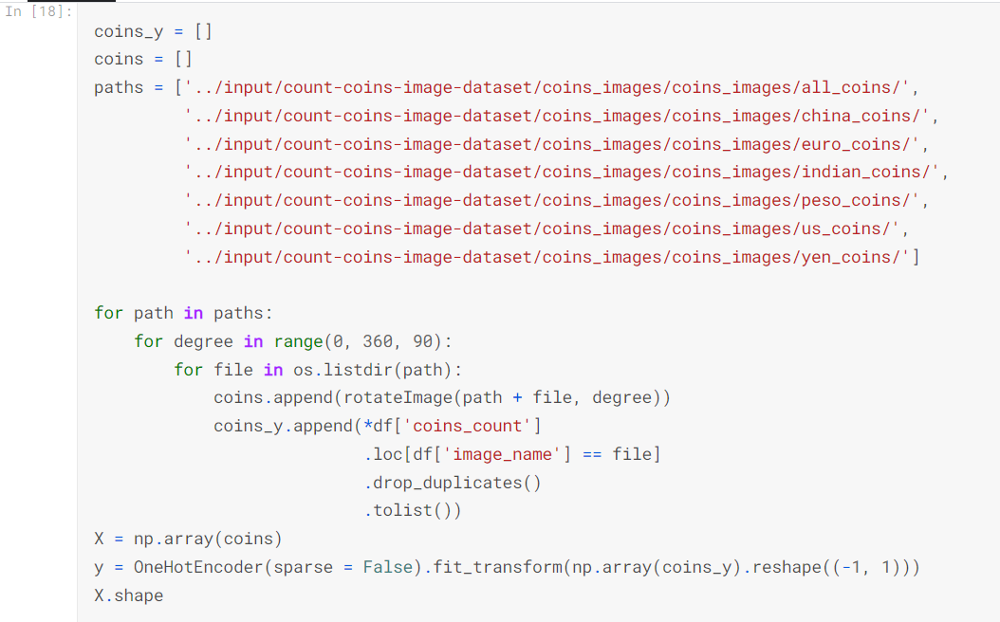 In [18]:
coins_y = []
coins = []
paths = ['../input/count-coins-image-dataset/coins_images/coins_images/all_coins/',
         '../input/count-coins-image-dataset/coins_images/coins_images/china_coins/',
         '../input/count-coins-image-dataset/coins_images/coins_images/euro_coins/',
         '../input/count-coins-image-dataset/coins_images/coins_images/indian_coins/',
         '../input/count-coins-image-dataset/coins_images/coins_images/peso_coins/',
         '../input/count-coins-image-dataset/coins_images/coins_images/us_coins/',
         '../input/count-coins-image-dataset/coins_images/coins_images/yen_coins/']
for path in paths:
    for degree in range(0, 360, 90):
        for file in os.listdir(path):
            coins.append(rotateImage(path + file, degree))
            coins_y.append(*df['coins_count']
                           .loc[df['image_name'] == file]
                           .drop_duplicates()
                           .tolist())
X = np.array(coins)
y = OneHotEncoder(sparse = False).fit_transform(np.array(coins_y).reshape((-1, 1)))
X.shape